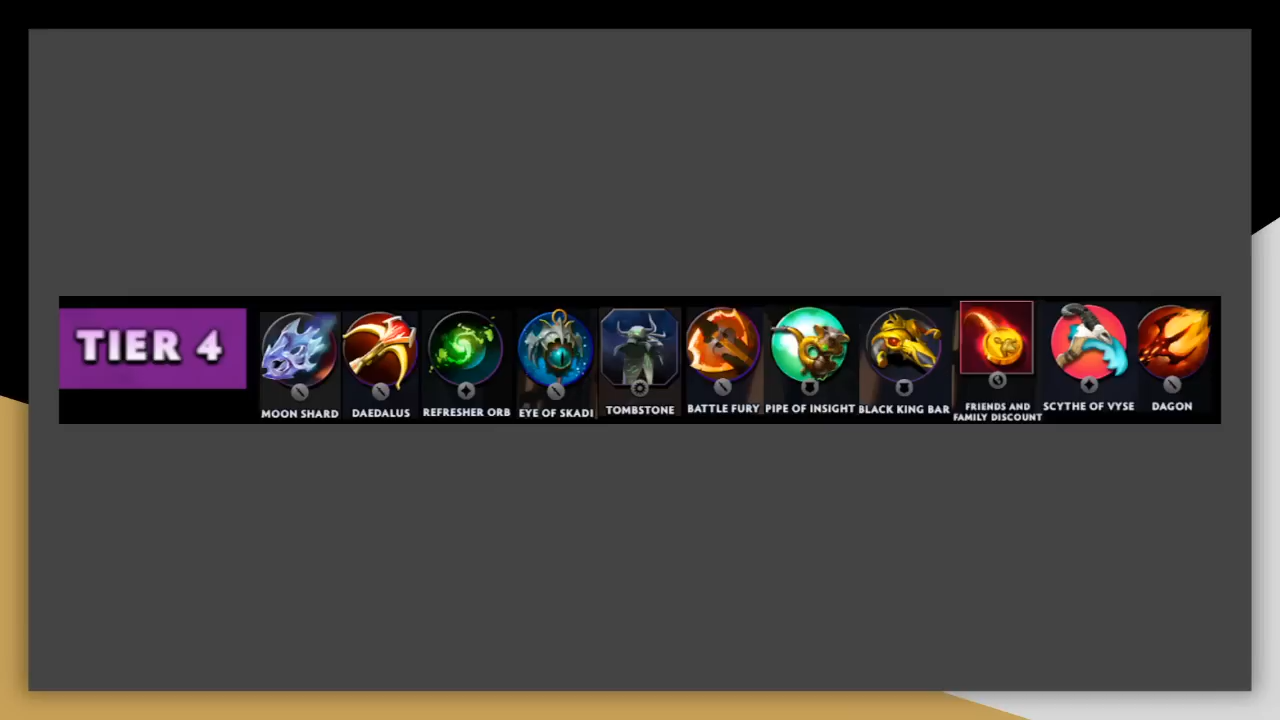 TIER 4
MOON SHARD
DAEDALUS
REFRESHER ORB
EYE OF SKADI
TOMBSTONE
BATTLE FURY
PIPE OF INSIGHT
BLACK KING BAR
FRIENDS AND
FAMILY DISCOUNT
SCYTHE OF VYSE
DAGON